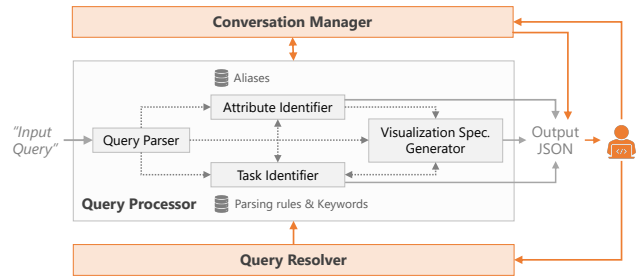 Conversation Manager
Aliases
Attribute Identifier
"Input
Query"
Query Parser
Visualization Spec.
Generator
Output
JSON
Task Identifier
Query Processor
Parsing rules & Keywords
Query Resolver